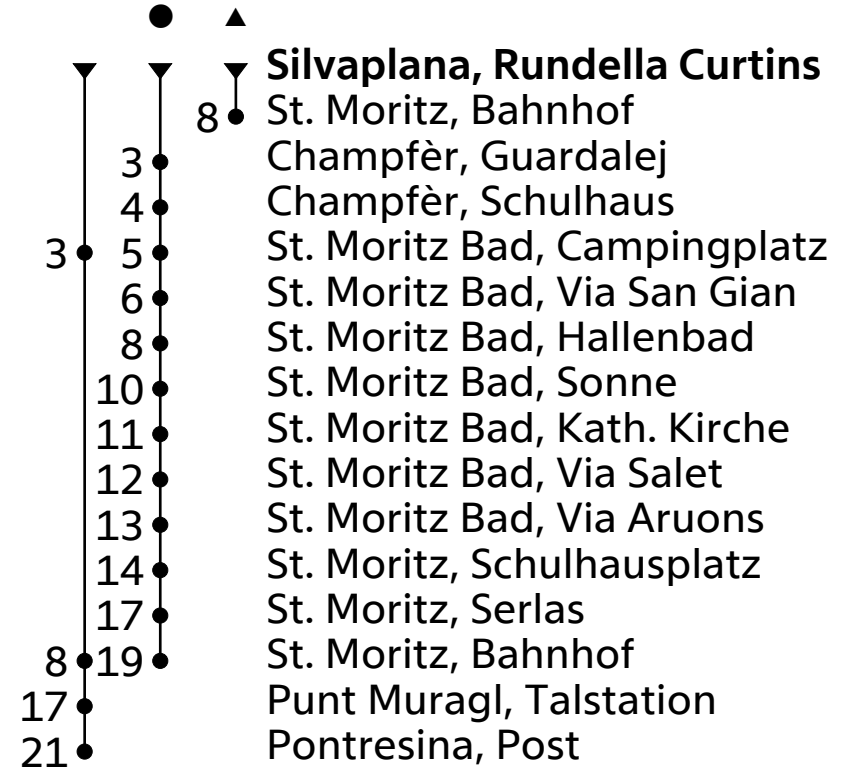 ● ▲
Silvaplana, Rundella Curtins
8 St. Moritz, Bahnhof
3 Champfèr, Guardalej
4 Champfèr, Schulhaus
3 5 St. Moritz Bad, Campingplatz
6 St. Moritz Bad, Via San Gian
8 St. Moritz Bad, Hallenbad
10 St. Moritz Bad, Sonne
11 St. Moritz Bad, Kath. Kirche
12 St. Moritz Bad, Via Salet
13 St. Moritz Bad, Via Aruons
14 St. Moritz, Schulhausplatz
17 St. Moritz, Serlas
8 19 St. Moritz, Bahnhof
17 Punt Muragl, Talstation
21 Pontresina, Post